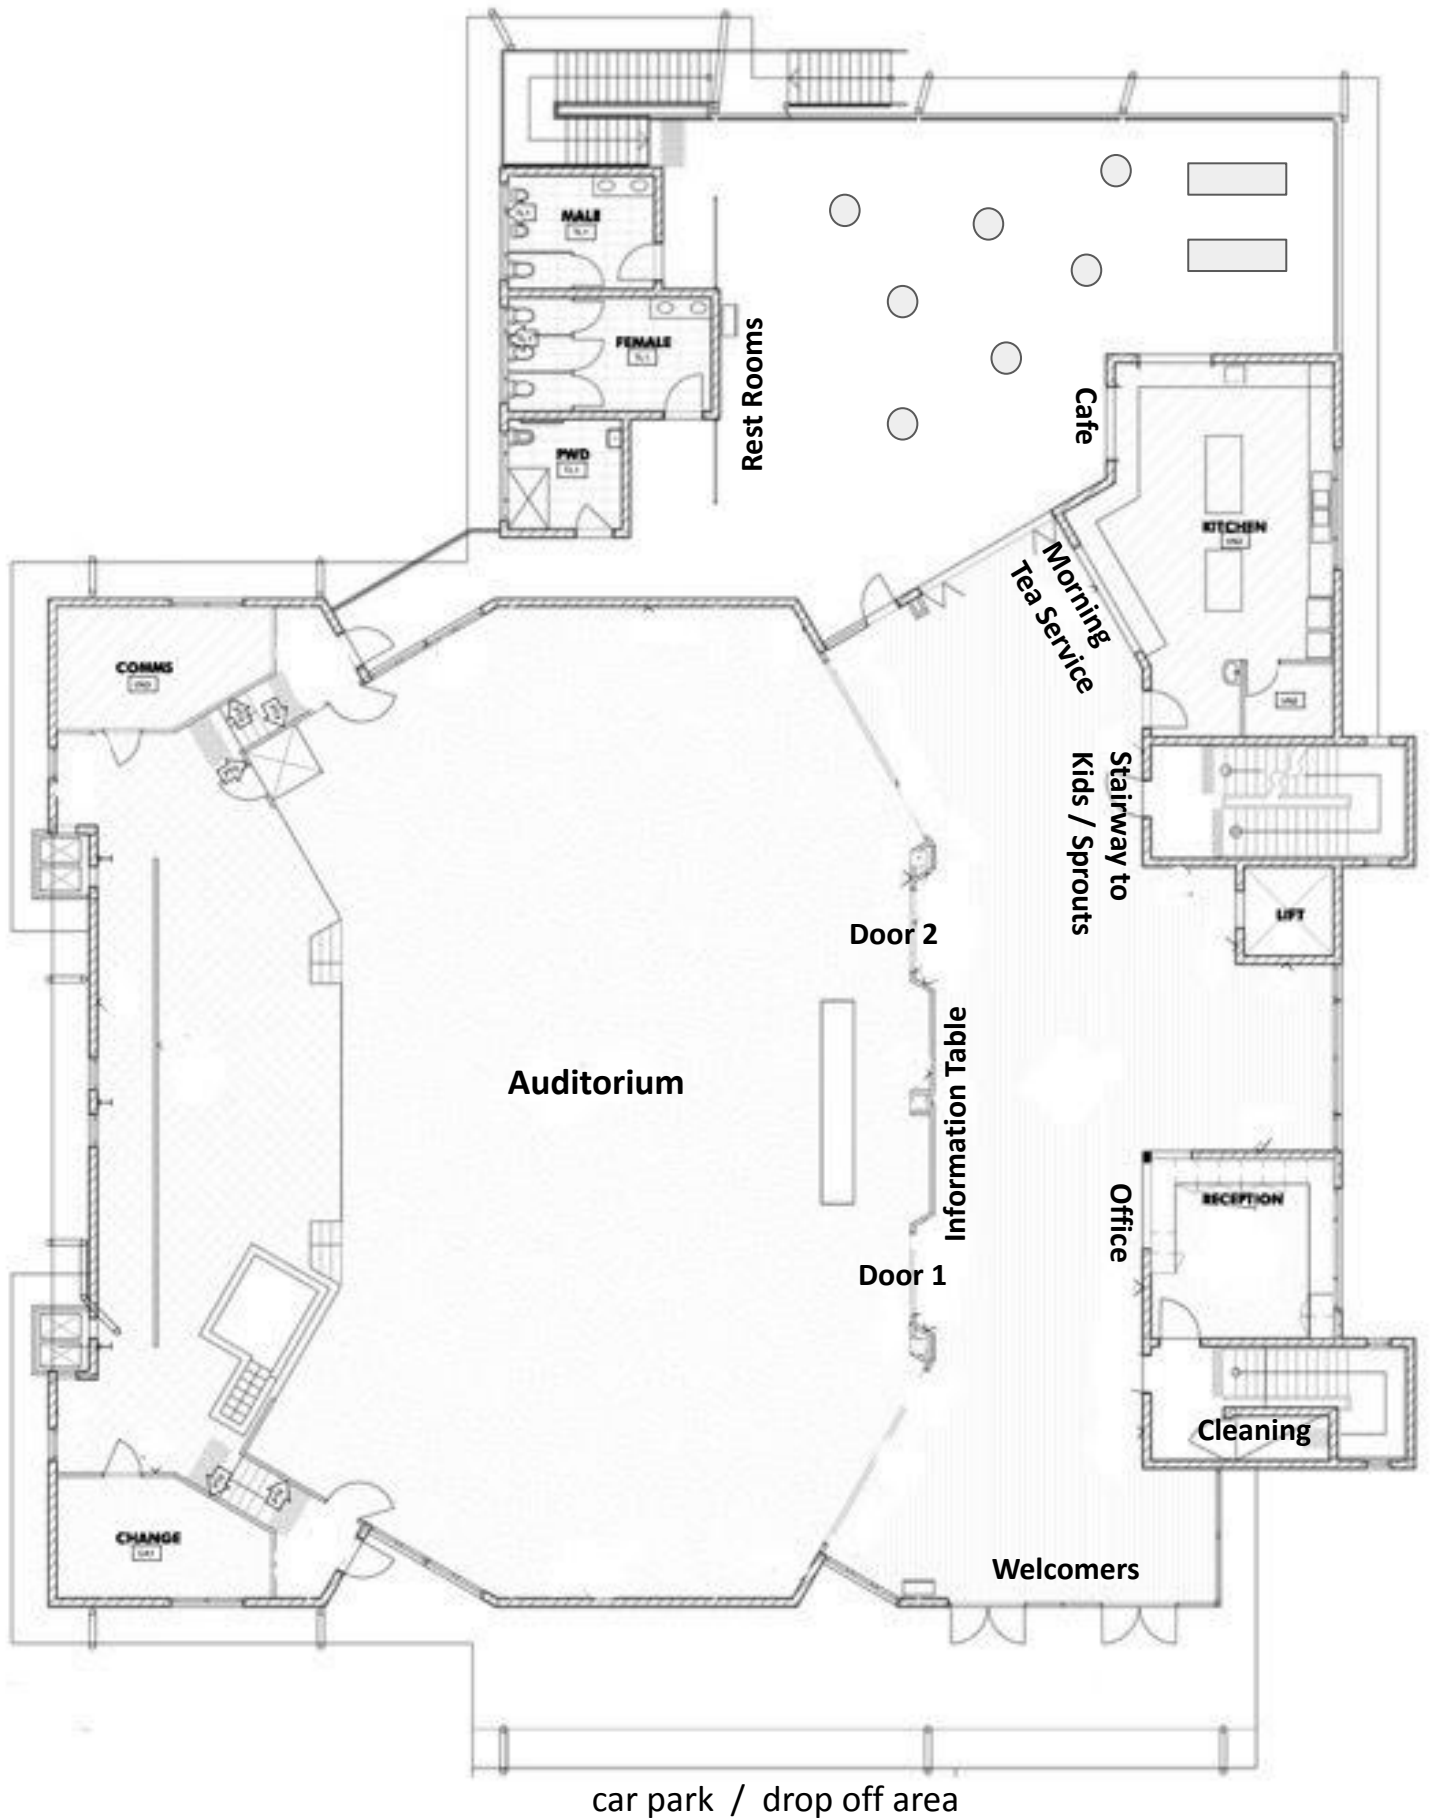 MALE
FEMALE
PWD
Rest Rooms
Cafe
KITCHEN
Morning
Tea Service
COMMS
Stairway to
Kids / Sprouts
LIFT
Door 2
Information Table
Auditorium
Office
RECEPTION
Door 1
Cleaning
CHANGE
Welcomers
car park / drop off area